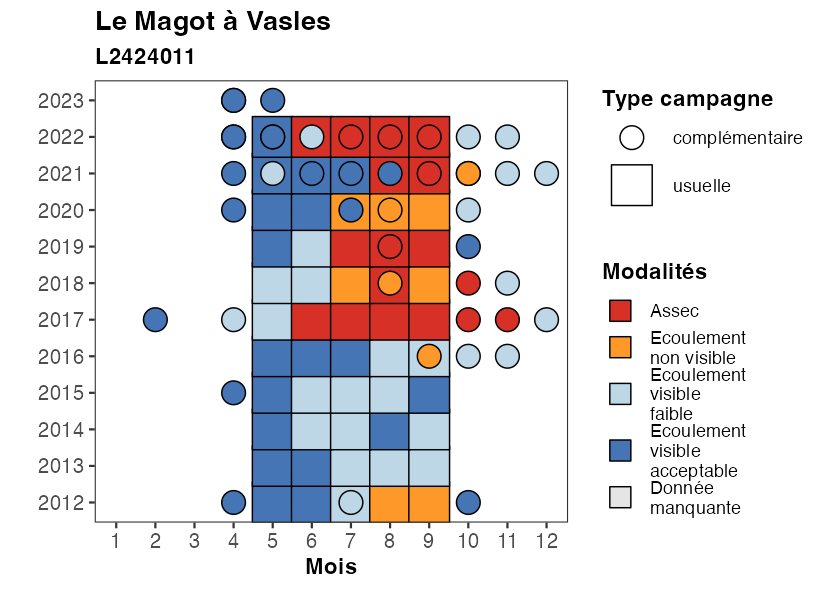 Le Magot à Vasles
L2424011
2023
2022
2021
2020
2019
2018
2017
2016
2015
2014
2013
2012
1 2 3 4 5 6 7 8 9 10 11 12
Mois
Type campagne
complémentaire
usuelle
Modalités
Assec
Ecoulement
non visible
Ecoulement
visible
faible
Ecoulement
visible
acceptable
Donnée
manquante